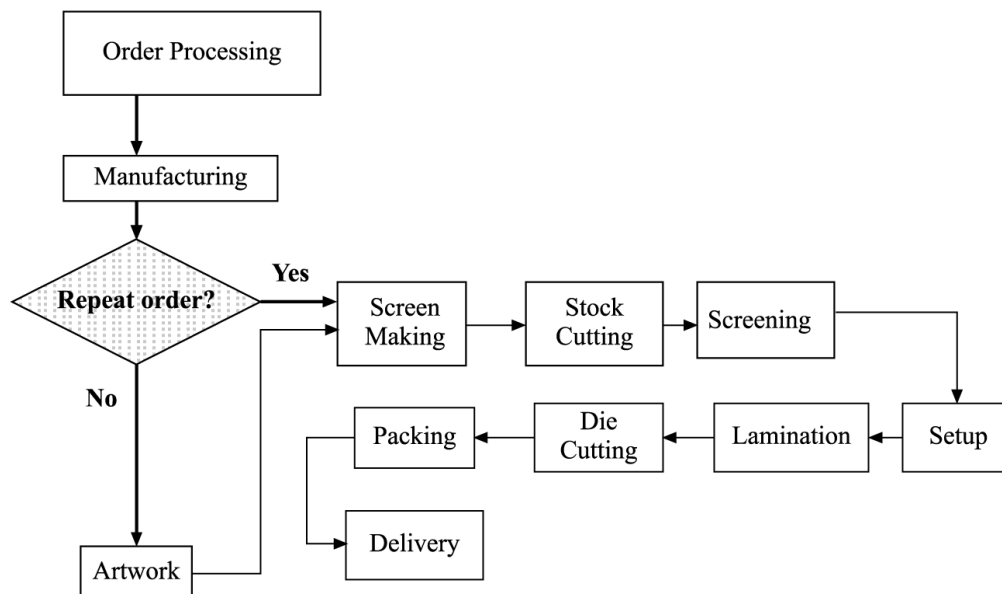 Order Processing
Manufacturing
Repeat order?
Yes
No
Screen
Making
Stock
Cutting
Screening
Setup
Lamination
Die
Cutting
Packing
Delivery
Artwork